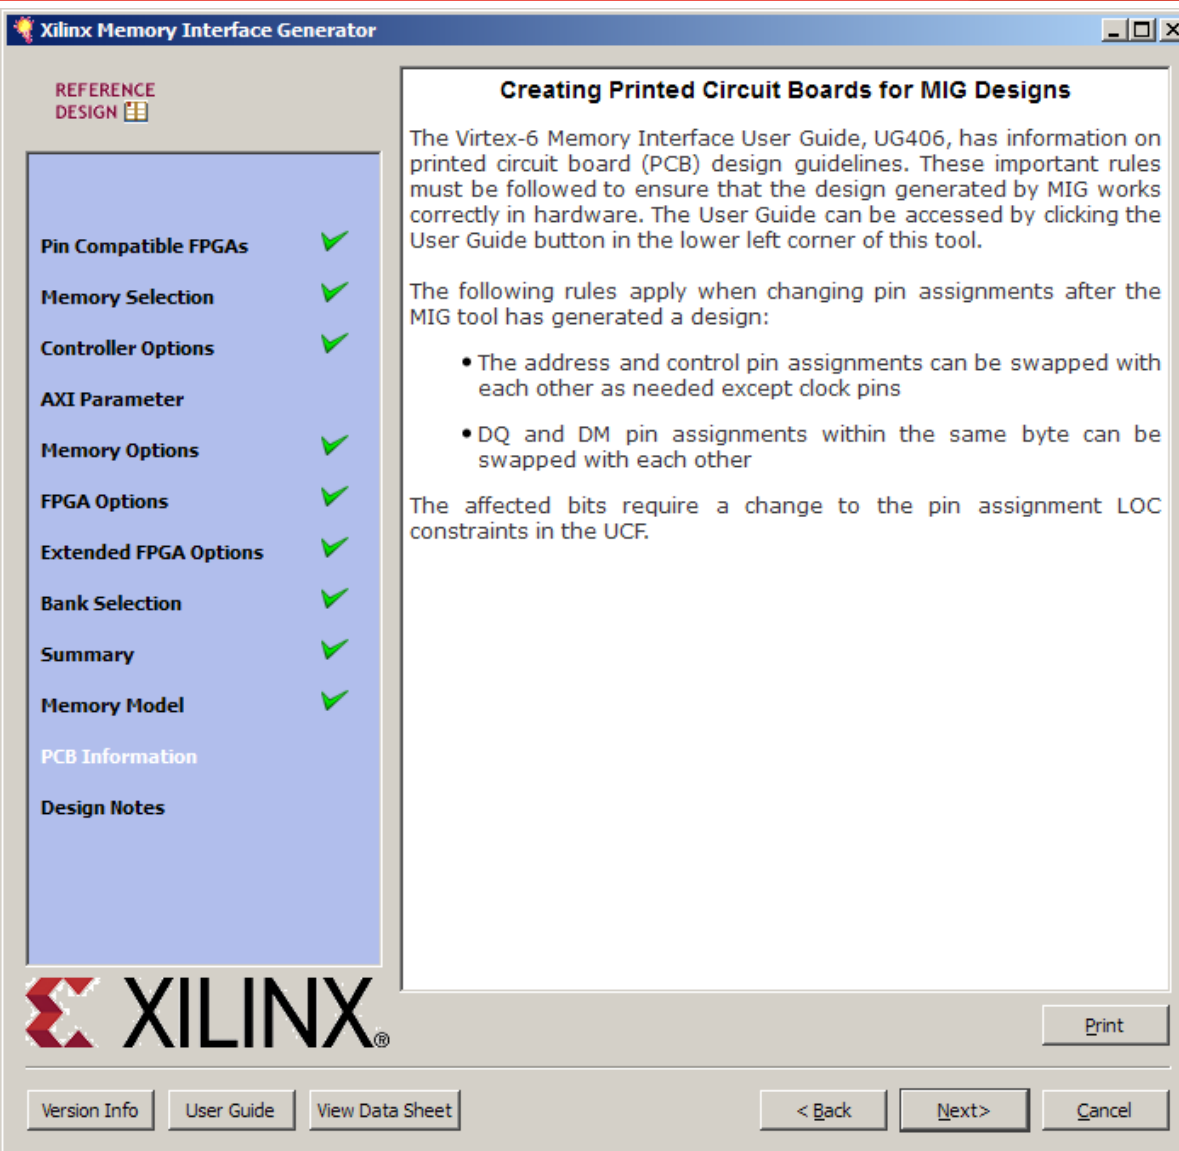 Xilinx Memory Interface Generator
REFERENCE
DESIGN
Pin Compatible FPGAs
Memory Selection
Controller Options
AXI Parameter
Memory Options
FPGA Options
Extended FPGA Options
Bank Selection
Summary
Memory Model
PCB Information
Design Notes
XILINX®
Creating Printed Circuit Boards for MIG Designs
The Virtex-6 Memory Interface User Guide, UG406, has information on
printed circuit board (PCB) design guidelines. These important rules
must be followed to ensure that the design generated by MIG works
correctly in hardware. The User Guide can be accessed by clicking the
User Guide button in the lower left corner of this tool.
The following rules apply when changing pin assignments after the
MIG tool has generated a design:
• The address and control pin assignments can be swapped with
each other as needed except clock pins
• DQ and DM pin assignments within the same byte can be
swapped with each other
The affected bits require a change to the pin assignment LOC
constraints in the UCF.
Print
Version Info
User Guide
View Data Sheet
< Back
Next>
Cancel